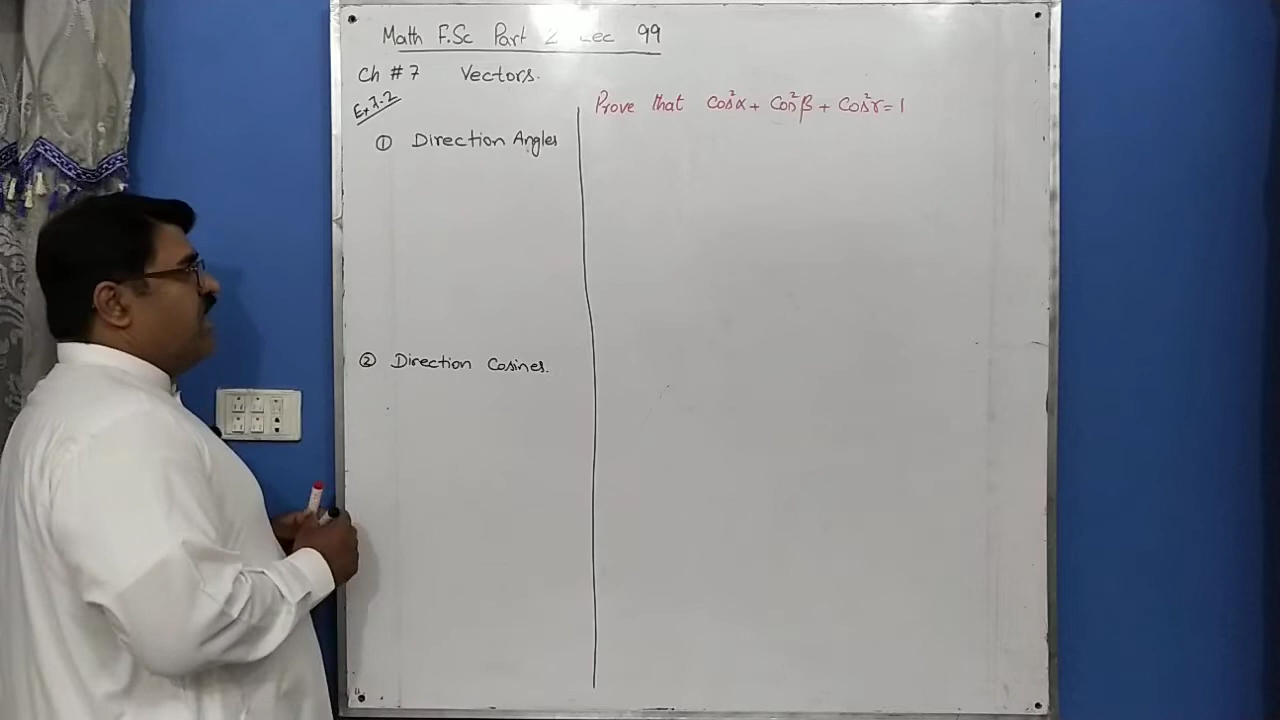 Math F.Sc Part 2 Lec 99
Ch # 7 Vectors.
Ex 7.2
① Direction Angles
② Direction Cosines.
Prove that Cos²α + Cos²β + Cos²γ = 1